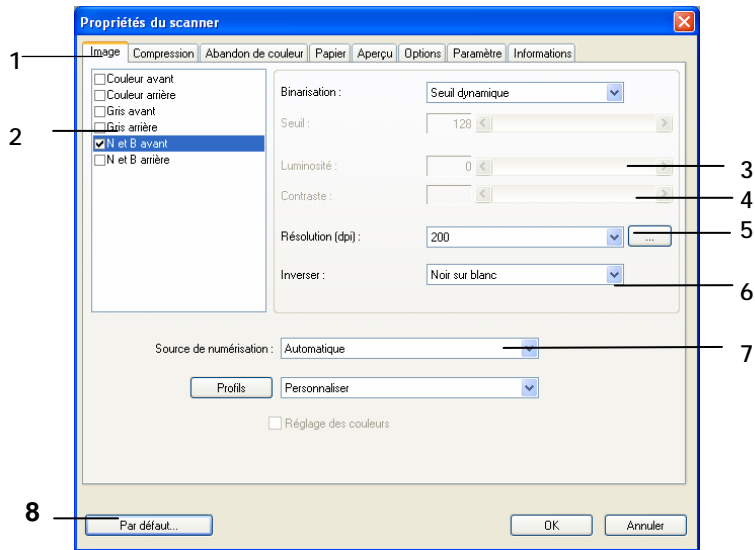 Propriétés du scanner
Image Compression Abandon de couleur Papier Aperçu Options Paramètre Informations
1
Couleur avant
Couleur arrière
Gris avant
Gris arrière
N et B avant
N et B arrière
2
Binarisation : Seuil dynamique
Seuil : 128
Luminosité : 0
3
Contraste :
4
Résolution (dpi) : 200 ...
5
Inverser : Noir sur blanc
6
Source de numérisation : Automatique
7
Profils Personnaliser
Réglage des couleurs
8
Par défaut... OK Annuler